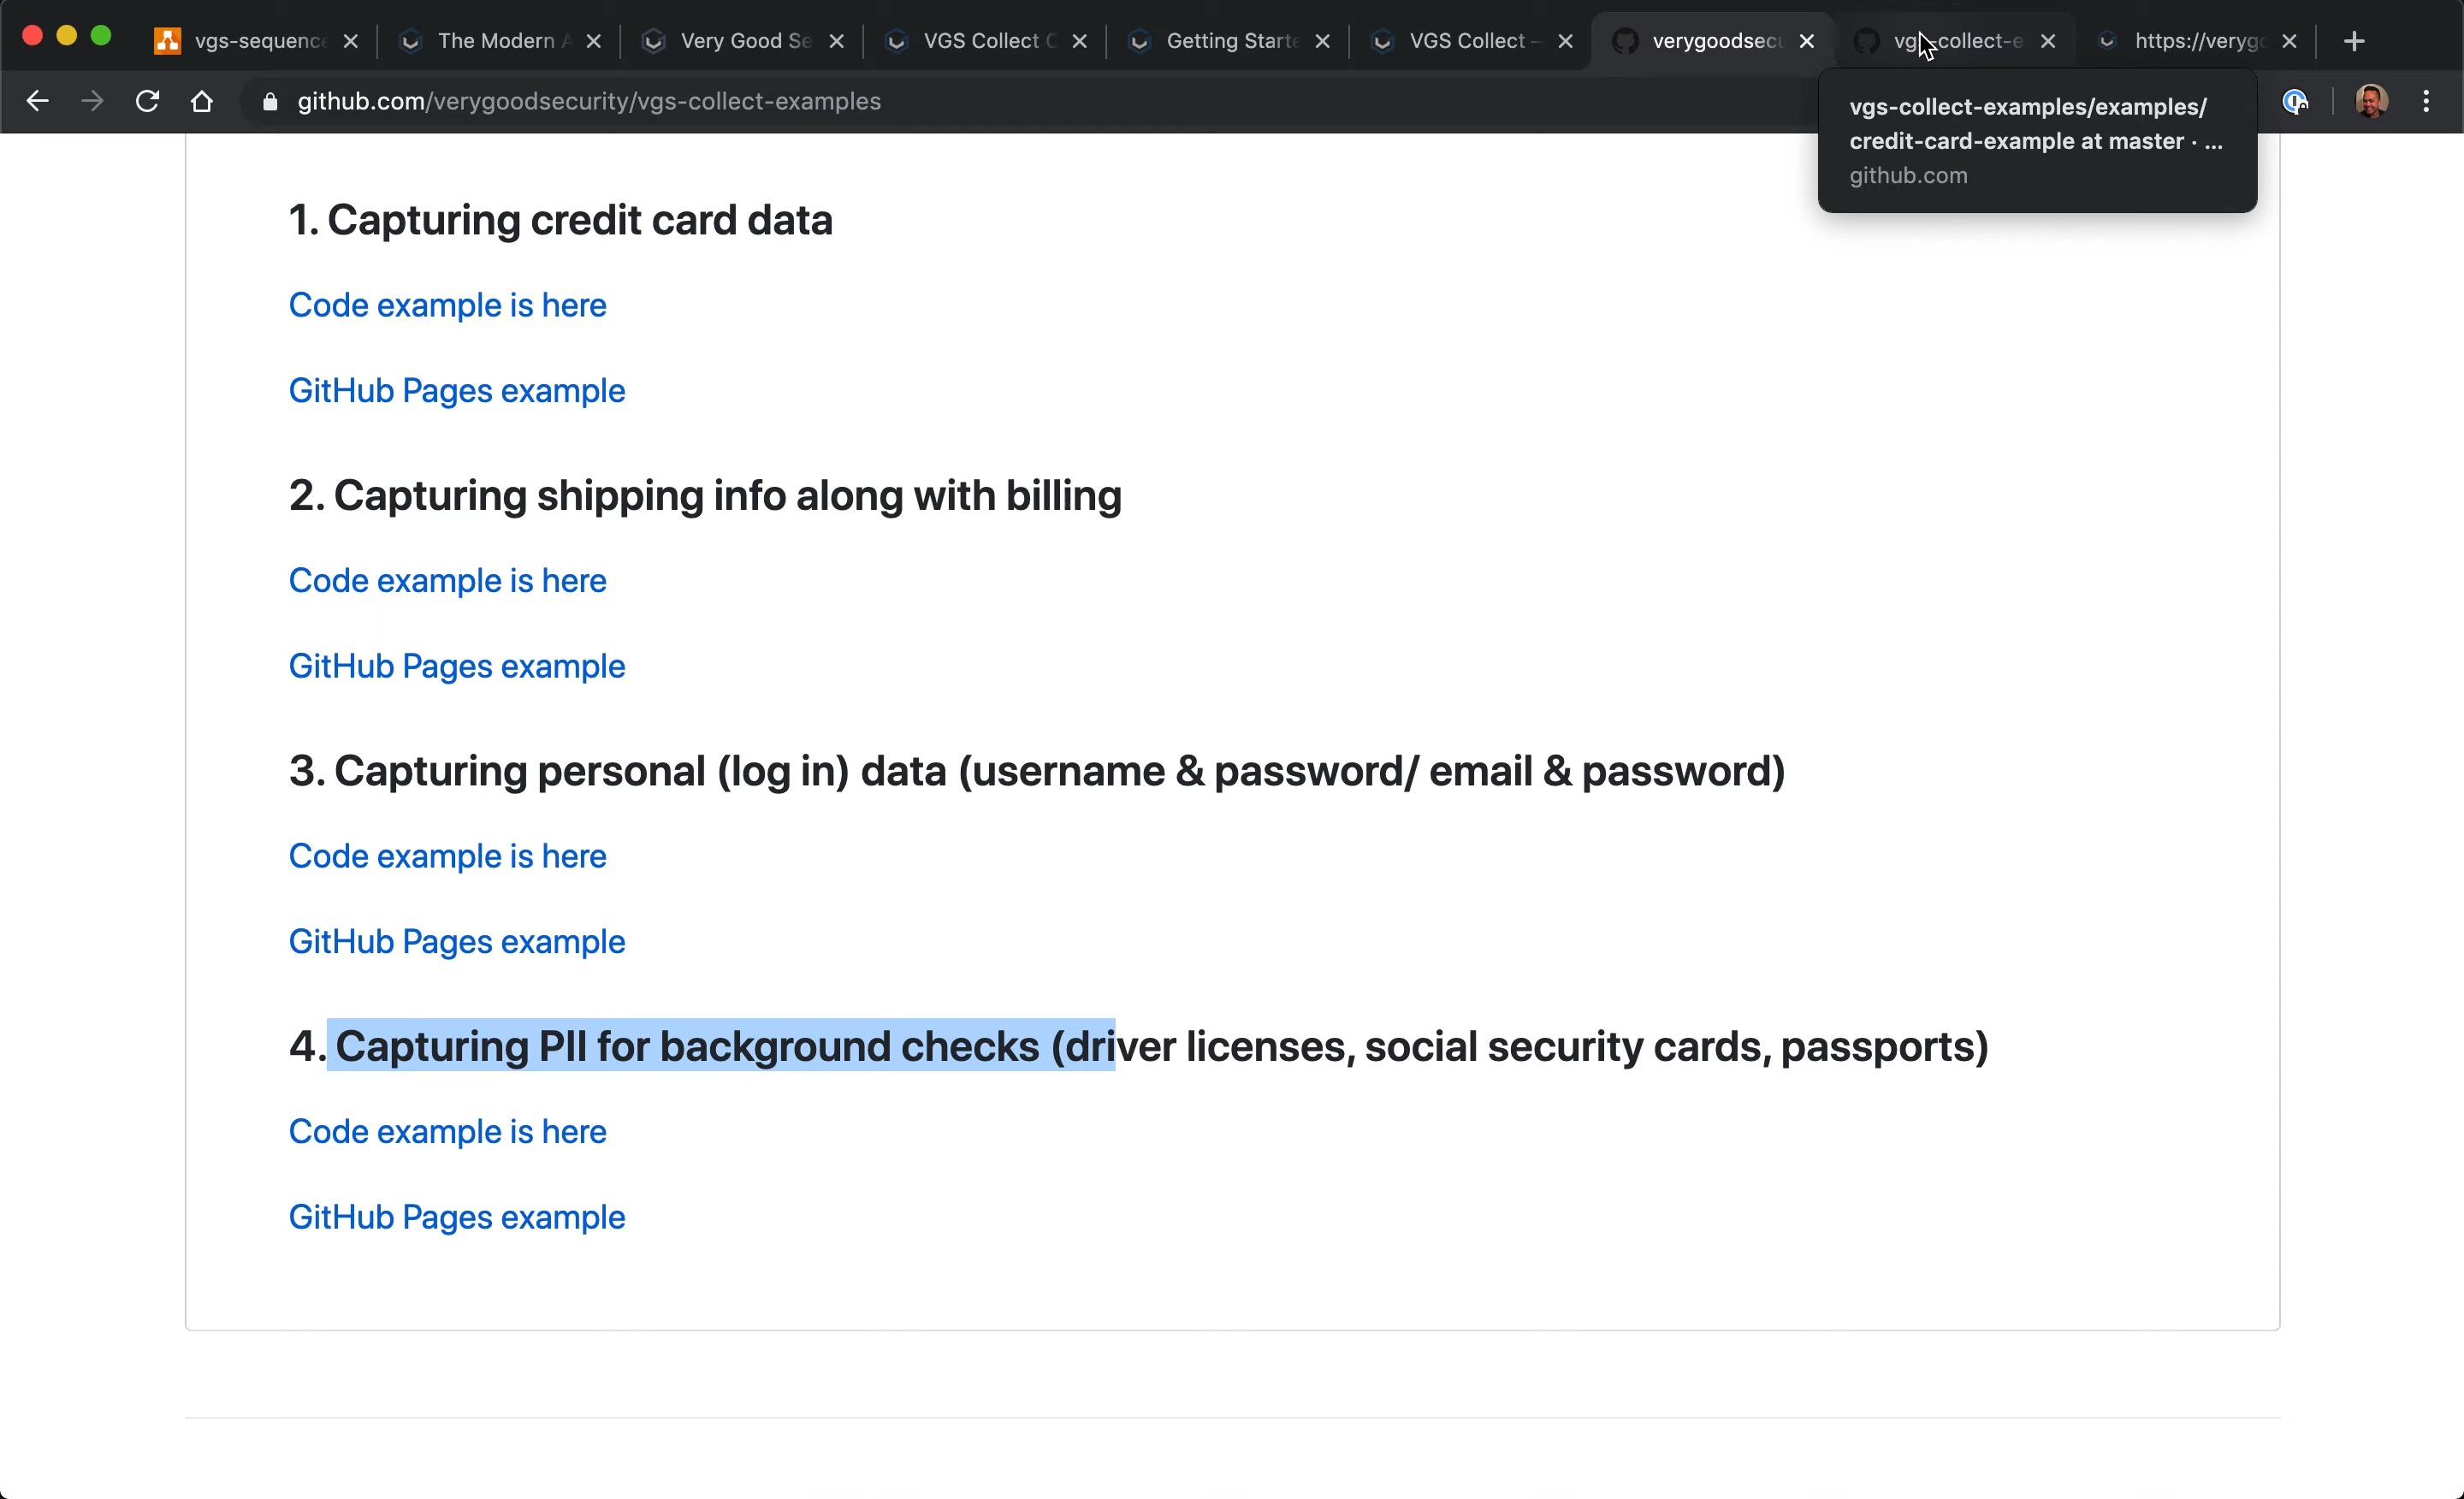 vgs-sequence
The Modern A
Very Good Se
VGS Collect C
Getting Starte
VGS Collect –
verygoodsecu
vgs-collect-e
https://verygo
github.com/verygoodsecurity/vgs-collect-examples
vgs-collect-examples/examples/
credit-card-example at master · ...
github.com
1. Capturing credit card data
Code example is here
GitHub Pages example
2. Capturing shipping info along with billing
Code example is here
GitHub Pages example
3. Capturing personal (log in) data (username & password/ email & password)
Code example is here
GitHub Pages example
4. Capturing PII for background checks (driver licenses, social security cards, passports)
Code example is here
GitHub Pages example